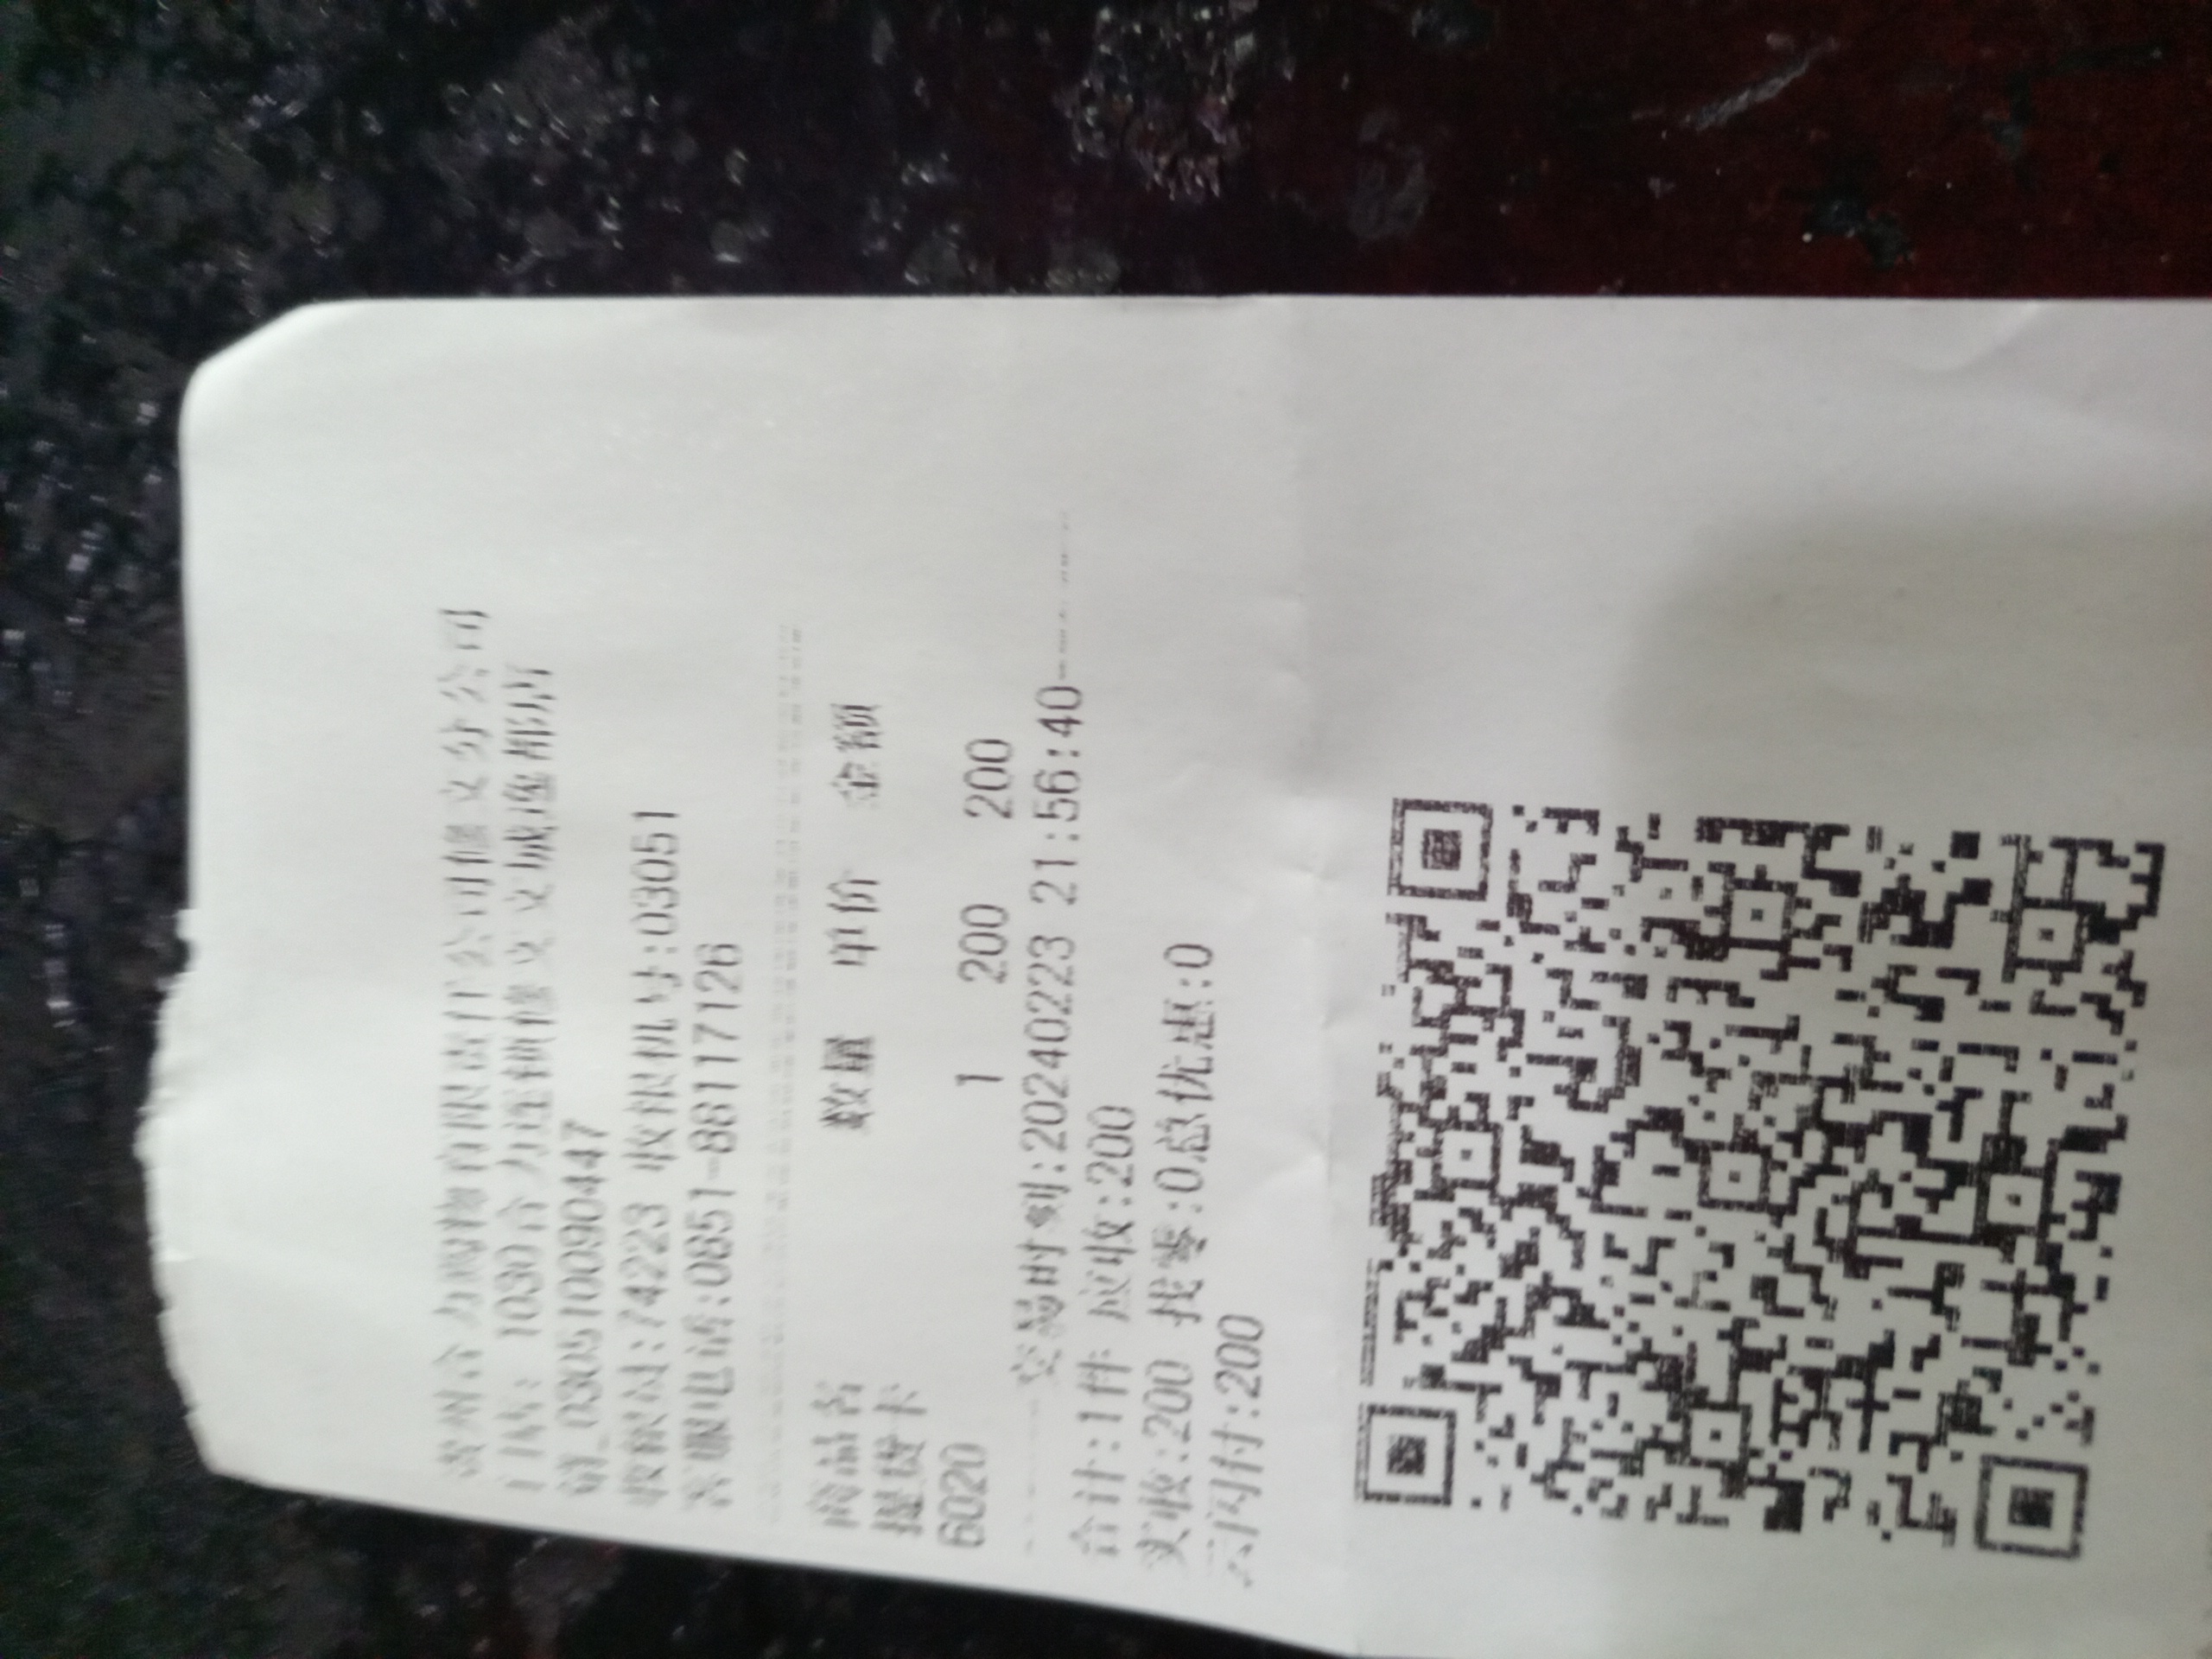 贵州合力购物有限责任公司修文分公司
门店: 1030合力连锁修文文城逸都店
销_030510090447
收银员:74223 收银机号:03051
客服电话:0851-88117126
商品名 数量 单价 金额
提货卡
6020 1 200 200
交易时刻:20240223 21:56:40
合计:1件 应收:200
实收:200 找零:0总优惠:0
云闪付:200